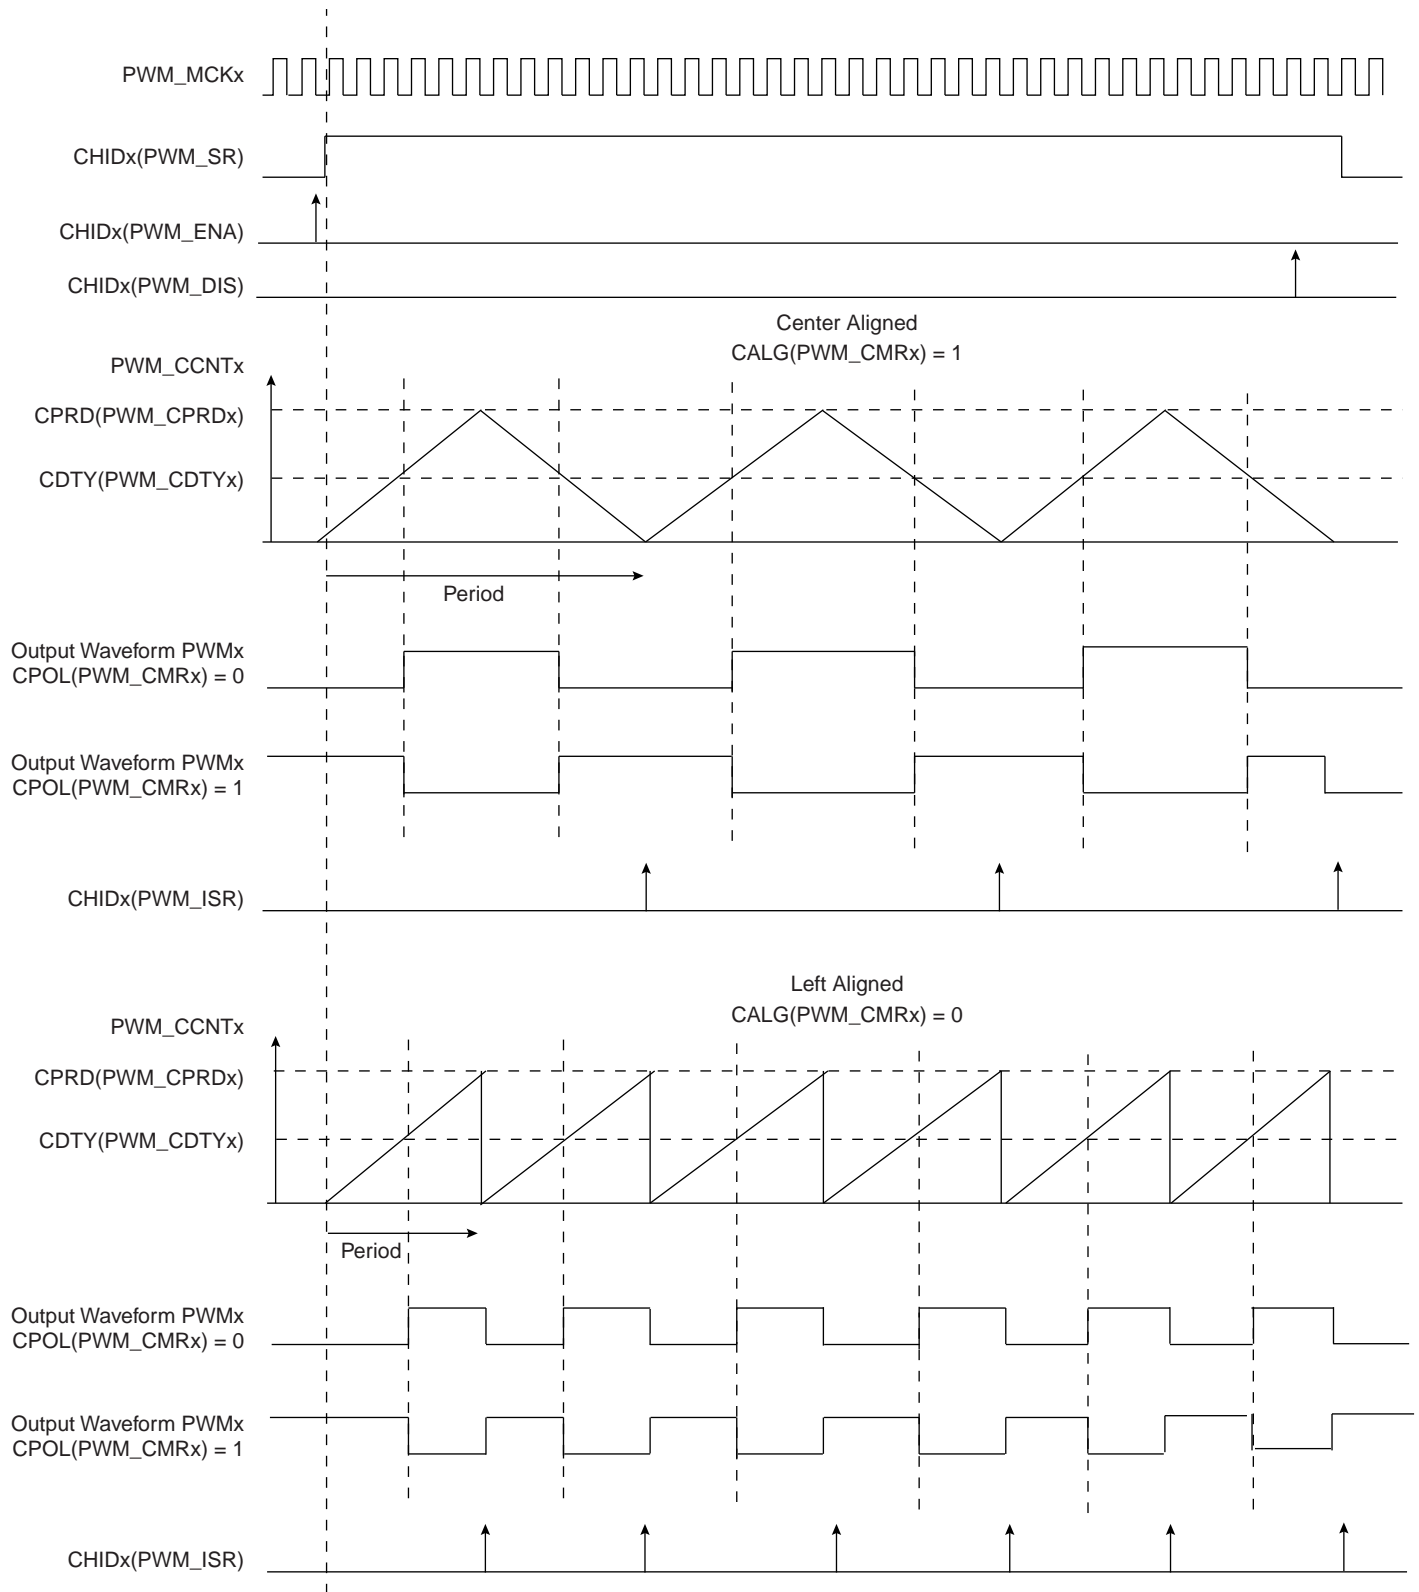 PWM_MCKx
CHIDx(PWM_SR)
CHIDx(PWM_ENA)
CHIDx(PWM_DIS)
Center Aligned
CALG(PWM_CMRx) = 1
PWM_CCNTx
CPRD(PWM_CPRDx)
CDTY(PWM_CDTYx)
Period
Output Waveform PWMx
CPOL(PWM_CMRx) = 0
Output Waveform PWMx
CPOL(PWM_CMRx) = 1
CHIDx(PWM_ISR)
Left Aligned
CALG(PWM_CMRx) = 0
PWM_CCNTx
CPRD(PWM_CPRDx)
CDTY(PWM_CDTYx)
Period
Output Waveform PWMx
CPOL(PWM_CMRx) = 0
Output Waveform PWMx
CPOL(PWM_CMRx) = 1
CHIDx(PWM_ISR)